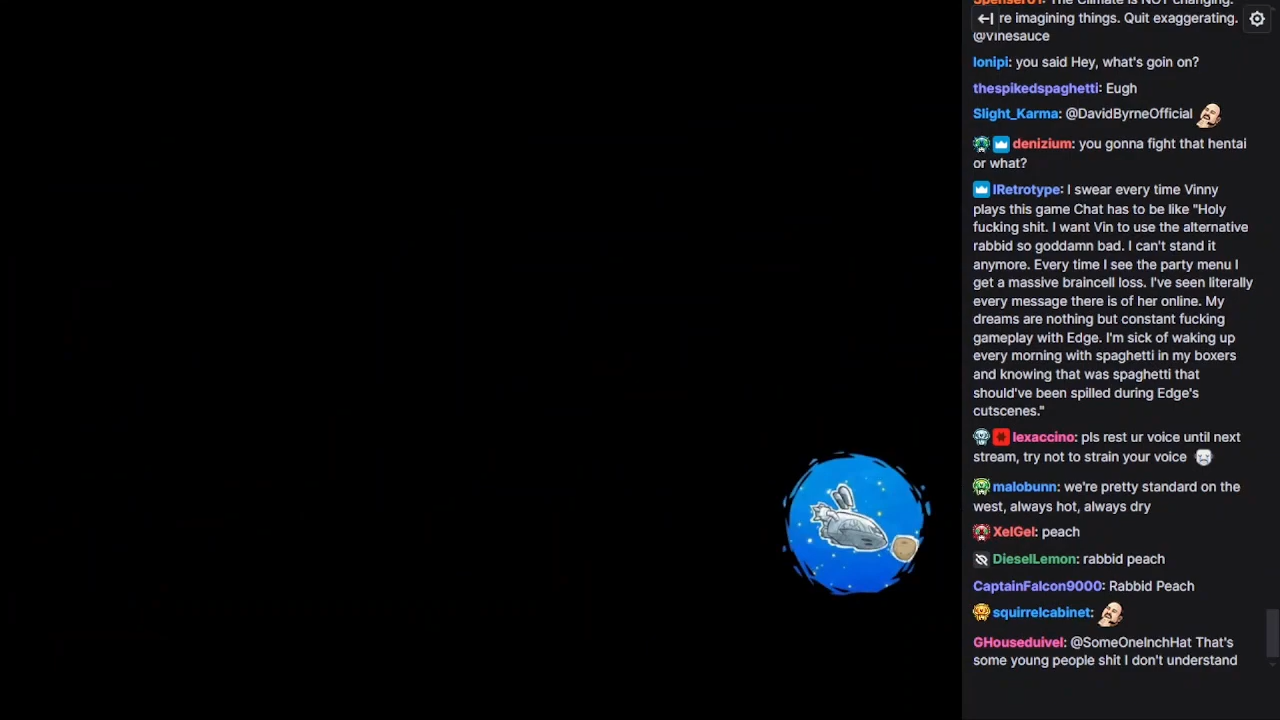 Spenser01: The Climate is NOT changing.
re imagining things. Quit exaggerating.
@Vinesauce
lonipi: you said Hey, what's goin on?
thespikedspaghetti: Eugh
Slight_Karma: @DavidByrneOfficial
denizium: you gonna fight that hentai
or what?
IRetrotype: I swear every time Vinny
plays this game Chat has to be like "Holy
fucking shit. I want Vin to use the alternative
rabbid so goddamn bad. I can't stand it
anymore. Every time I see the party menu I
get a massive braincell loss. I've seen literally
every message there is of her online. My
dreams are nothing but constant fucking
gameplay with Edge. I'm sick of waking up
every morning with spaghetti in my boxers
and knowing that was spaghetti that
should've been spilled during Edge's
cutscenes."
lexaccino: pls rest ur voice until next
stream, try not to strain your voice
malobunn: we're pretty standard on the
west, always hot, always dry
XelGel: peach
DieselLemon: rabbid peach
CaptainFalcon9000: Rabbid Peach
squirrelcabinet:
GHouseduivel: @SomeOneInchHat That's
some young people shit I don't understand